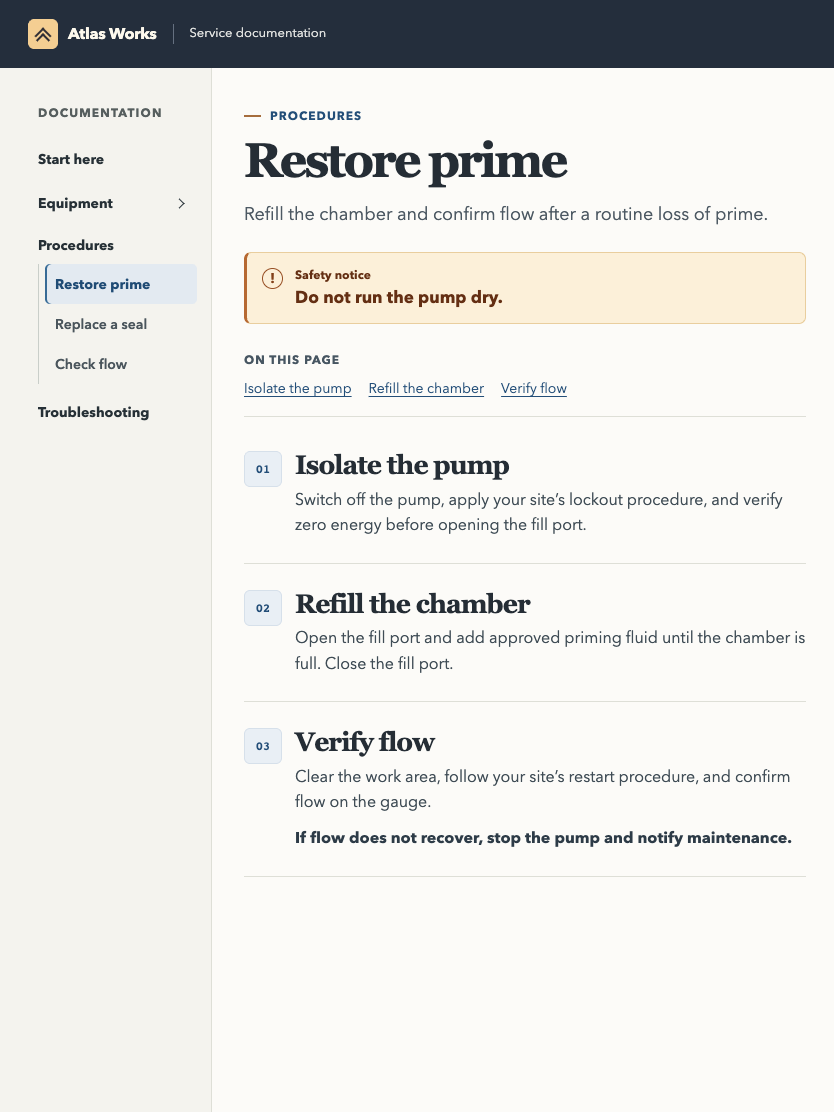 Atlas Works
Service documentation
DOCUMENTATION
Start here
Equipment
Procedures
Restore prime
Replace a seal
Check flow
Troubleshooting
PROCEDURES
Restore prime
Refill the chamber and confirm flow after a routine loss of prime.
!
Safety notice
Do not run the pump dry.
ON THIS PAGE
Isolate the pump
Refill the chamber
Verify flow
01
Isolate the pump
Switch off the pump, apply your site’s lockout procedure, and verify
zero energy before opening the fill port.
02
Refill the chamber
Open the fill port and add approved priming fluid until the chamber is
full. Close the fill port.
03
Verify flow
Clear the work area, follow your site’s restart procedure, and confirm
flow on the gauge.
If flow does not recover, stop the pump and notify maintenance.